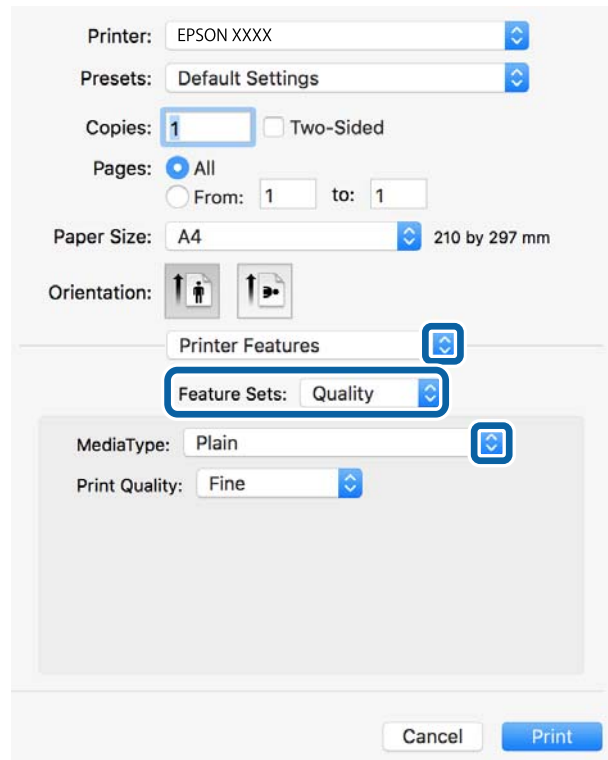 Printer: EPSON XXXX
Presets: Default Settings
Copies: 1 Two-Sided
Pages: All
From: 1 to: 1
Paper Size: A4 210 by 297 mm
Orientation:
Printer Features
Feature Sets: Quality
MediaType: Plain
Print Quality: Fine
Cancel Print